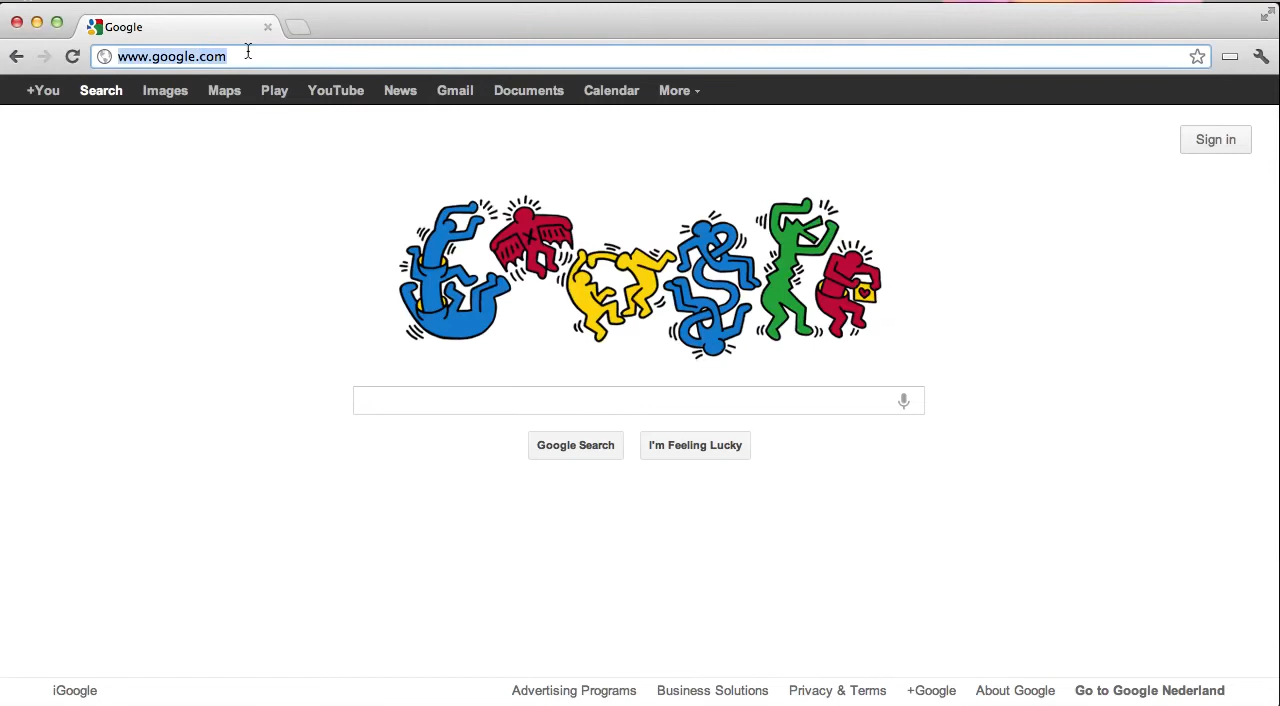 Google
www.google.com
+You Search Images Maps Play YouTube News Gmail Documents Calendar More
Sign in
Google Search I'm Feeling Lucky
iGoogle Advertising Programs Business Solutions Privacy & Terms +Google About Google Go to Google Nederland